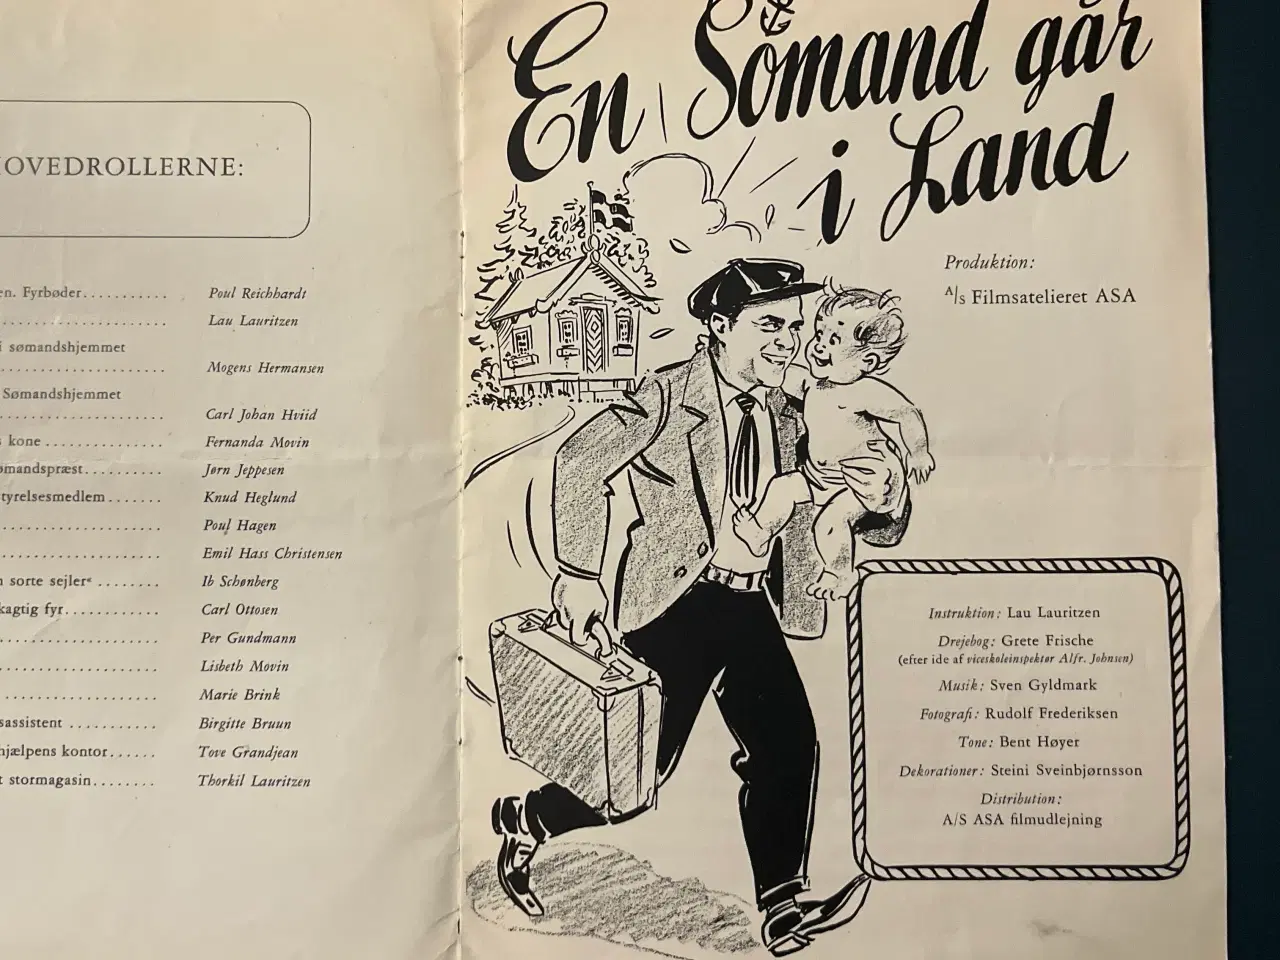 HOVEDROLLERNE:
en. Fyrbøder........... Poul Reichhardt
..................... Lau Lauritzen
i sømandshjemmet
..................... Mogens Hermansen
Sømandshjemmet
..................... Carl Johan Hviid
kone............... Fernanda Movin
ømandspræst.......... Jørn Jeppesen
tyrelsesmedlem....... Knud Heglund
..................... Poul Hagen
..................... Emil Hass Christensen
n sorte sejler“........ Ib Schønberg
kagtig fyr............ Carl Ottosen
..................... Per Gundmann
..................... Lisbeth Movin
..................... Marie Brink
sassistent ........... Birgitte Bruun
hjælpens kontor...... Tove Grandjean
t stormagasin........ Thorkil Lauritzen
En Sømand går
i Land
Produktion:
A/s Filmsatelieret ASA
Instruktion: Lau Lauritzen
Drejebog: Grete Frische
(efter ide af viceskoleinspektør Alfr. Johnsen)
Musik: Sven Gyldmark
Fotografi: Rudolf Frederiksen
Tone: Bent Høyer
Dekorationer: Steini Sveinbjørnsson
Distribution:
A/S ASA filmudlejning